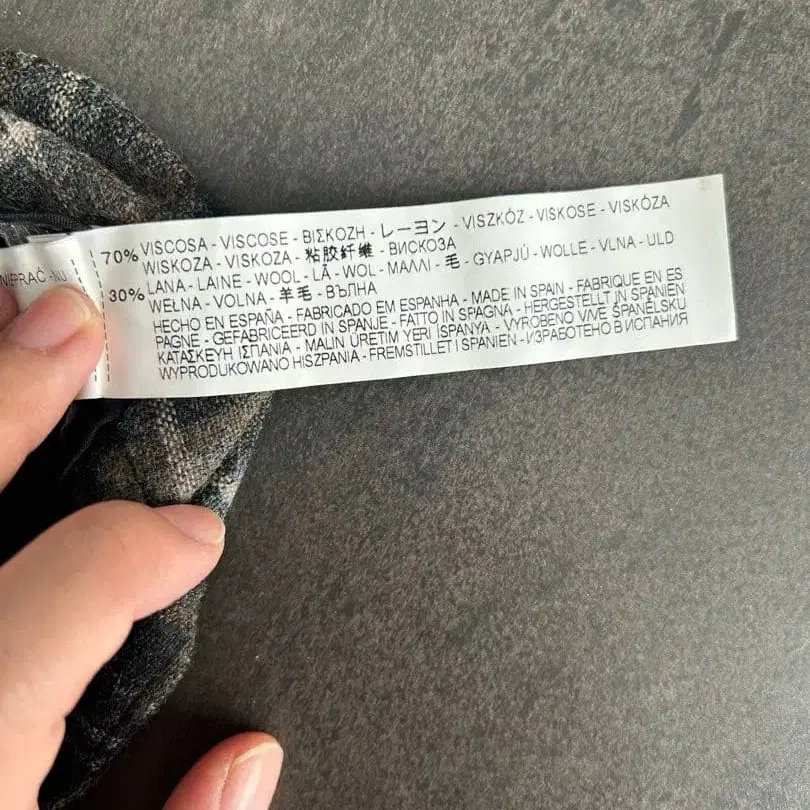 NEPRAČ - NU
70% VISCOSA - VISCOSE - ΒΙΣΚΟΖΗ - レーヨン - VISZKÓZ - VISKOSE - VISKÓZA
WISKOZA - VISKOZA - 粘胶纤维 - ВИСКОЗА
30% LANA - LAINE - WOOL - LÃ - WOL - ΜΑΛΛΙ - 毛 - GYAPJÚ - WOLLE - VLNA - ULD
WEŁNA - VOLNA - 羊毛 - ВЪЛНА
HECHO EN ESPAÑA - FABRICADO EM ESPANHA - MADE IN SPAIN - FABRIQUE EN ES
PAGNE - GEFABRICEERD IN SPANJE - FATTO IN SPAGNA - HERGESTELLT IN SPANIEN
ΚΑΤΑΣΚΕΥΗ ΙΣΠΑΝΙΑ - MALIN ÜRETIM YERI ISPANYA - VYROBENO V/VE ŠPANĚLSKU
WYPRODUKOWANO HISZPANIA - FREMSTILLET I SPANIEN - ИЗРАБОТЕНО В ИСПАНИЯ